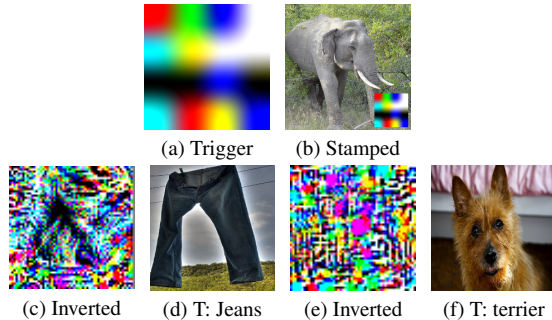 (a) Trigger
(b) Stamped
(c) Inverted
(d) T: Jeans
(e) Inverted
(f) T: terrier